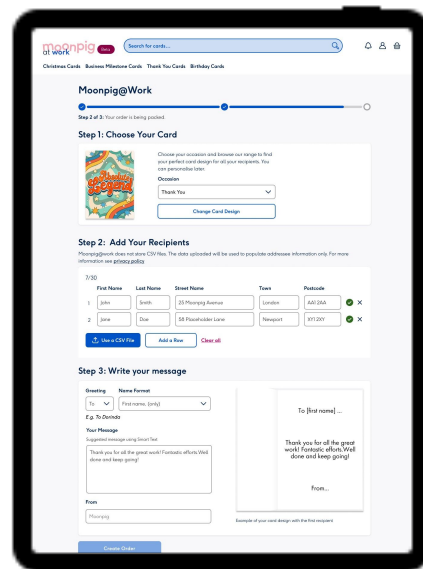 moonpig
at work
Beta
Search for cards...
Christmas Cards Business Milestone Cards Thank You Cards Birthday Cards
Moonpig@Work
Step 2 of 3: Your order is being packed
Step 1: Choose Your Card
Absolute
Legend
Choose your occasion and browse our range to find
your perfect card design for all your recipients. You
can personalise later.
Occasion
Thank You
Change Card Design
Step 2: Add Your Recipients
Moonpig@work does not store CSV files. The data uploaded will be used to populate addressee information only. For more
information see privacy policy.
7/30
First Name Last Name Street Name Town Postcode
1 John Smith 25 Moonpig Avenue London AA1 2AA
2 Jane Doe 58 Placeholder Lane Newport XY1 2XY
Use a CSV File Add a Row Clear all
Step 3: Write your message
Greeting Name Format
To First name, (only)
E.g. To Dorinda
Your Message
Suggested message using Smart Text
Thank you for all the great work! Fantastic efforts.Well
done and keep going!
From
Moonpig
Create Order
To [first name] ...
Thank you for all the great
work! Fantastic efforts.Well
done and keep going!
From...
Example of your card design with the first recipient